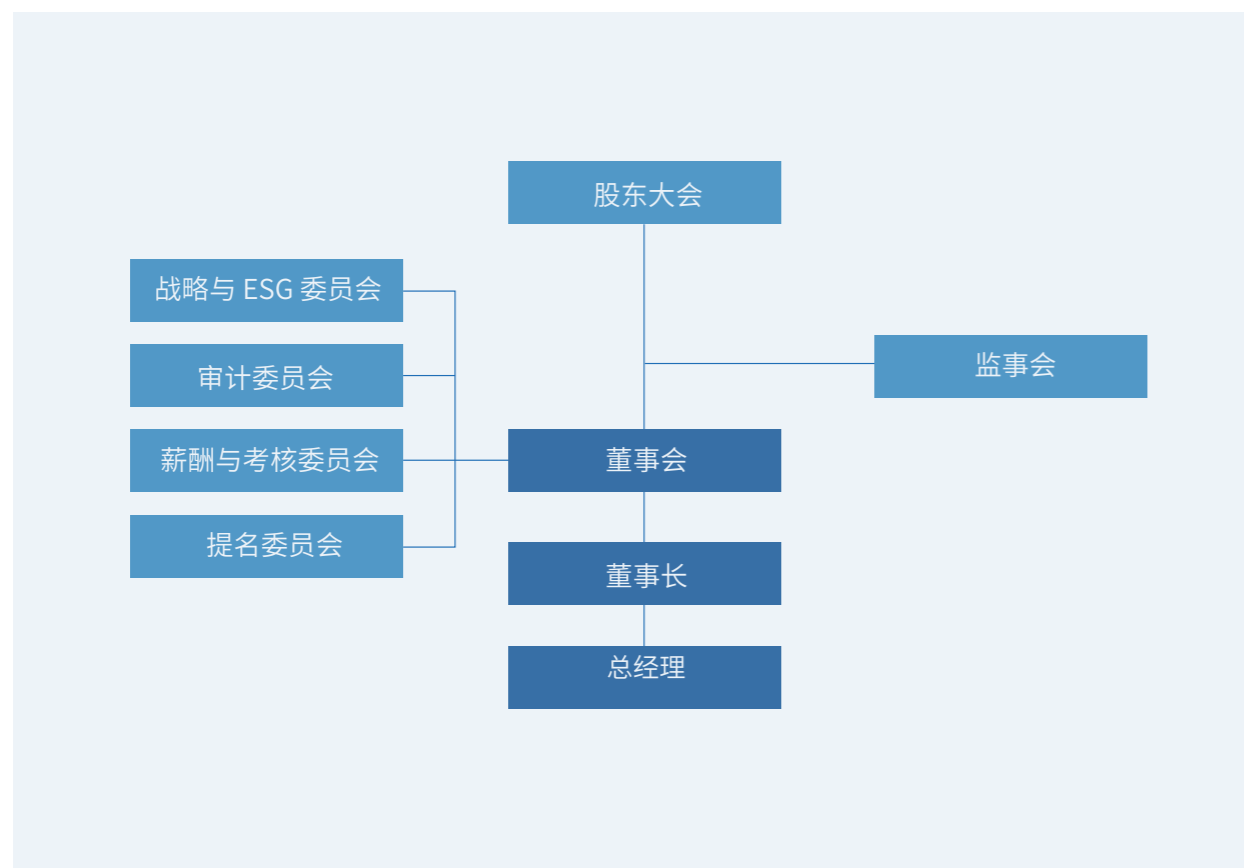 股东大会
战略与 ESG 委员会
审计委员会
薪酬与考核委员会
提名委员会
监事会
董事会
董事长
总经理